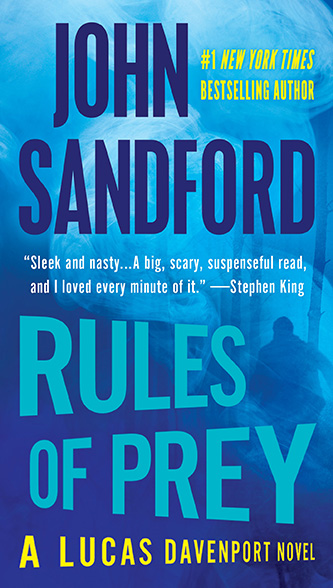 JOHN
#1 NEW YORK TIMES
BESTSELLING AUTHOR
SANDFORD
“Sleek and nasty...A big, scary, suspenseful read,
and I loved every minute of it.” —Stephen King
RULES
OF PREY
A LUCAS DAVENPORT NOVEL